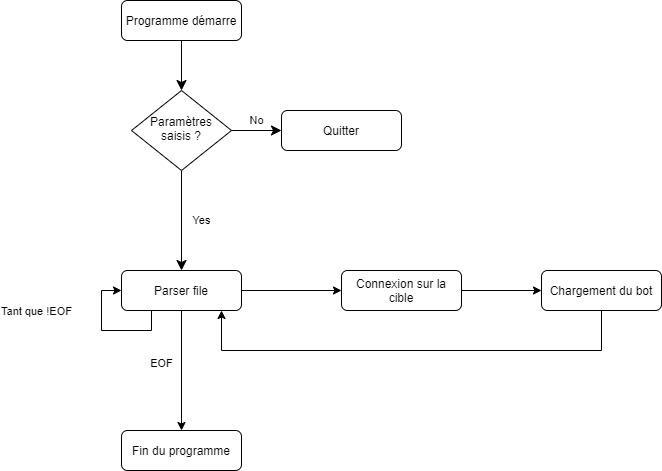 Programme démarre
Paramètres
saisis ?
No
Quitter
Yes
Parser file
Connexion sur la
cible
Chargement du bot
Tant que !EOF
EOF
Fin du programme